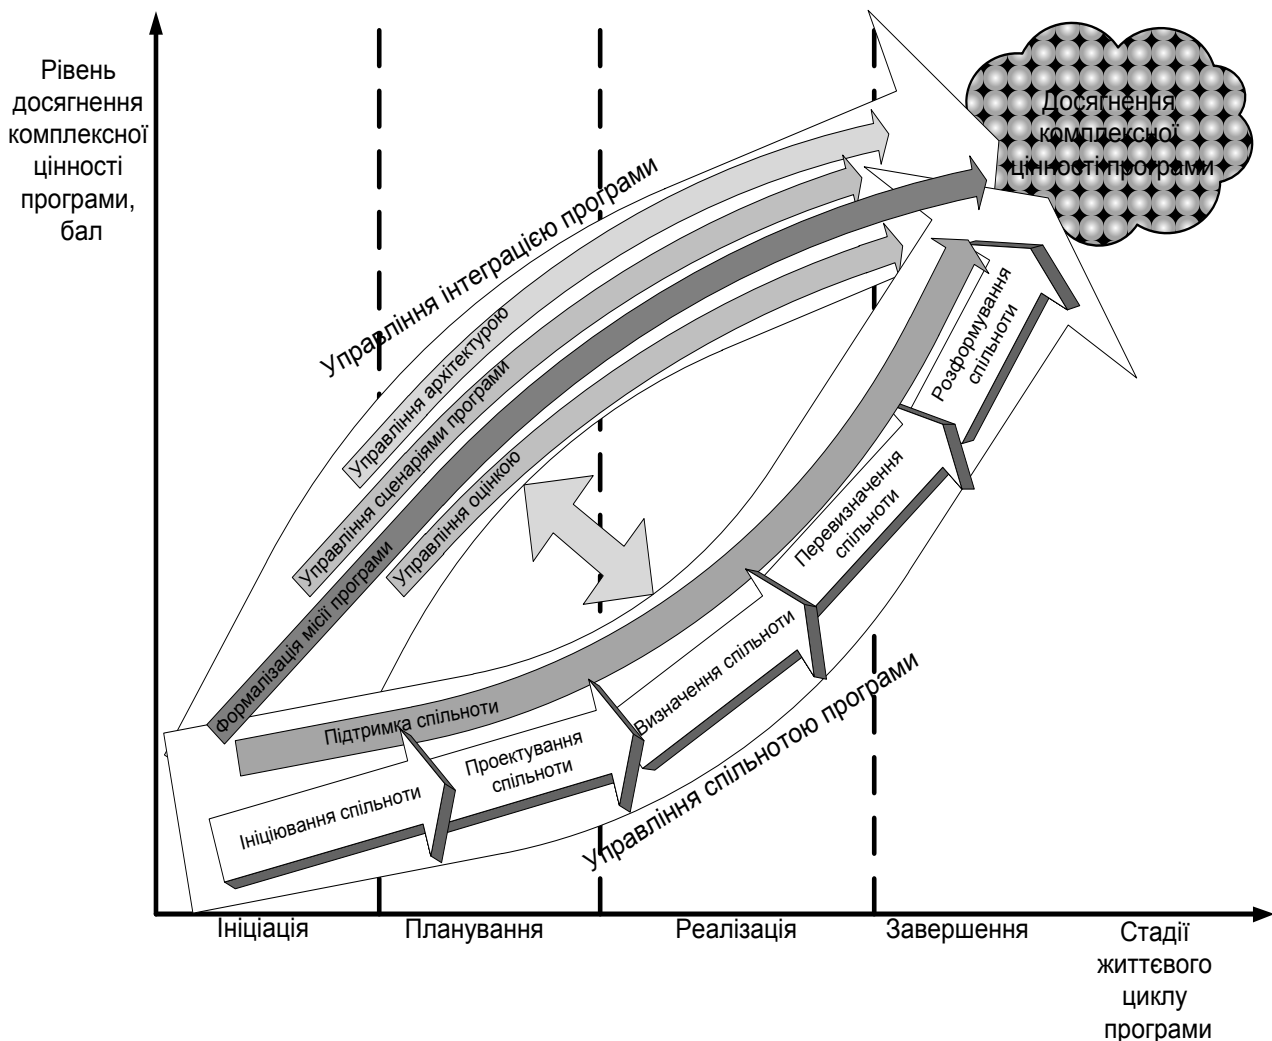 Рівень
досягнення
комплексної
цінності
програми,
бал
Досягнення
комплексної
цінності програми
Управління інтеграцією програми
Управління архітектурою
Управління сценаріями програми
Формалізація місії програми
Управління оцінкою
Підтримка спільноти
Ініціювання спільноти
Проектування
спільноти
Визначення спільноти
Перевизначення
спільноти
Розформування
спільноти
Управління спільнотою програми
Ініціація
Планування
Реалізація
Завершення
Стадії
життєвого
циклу
програми